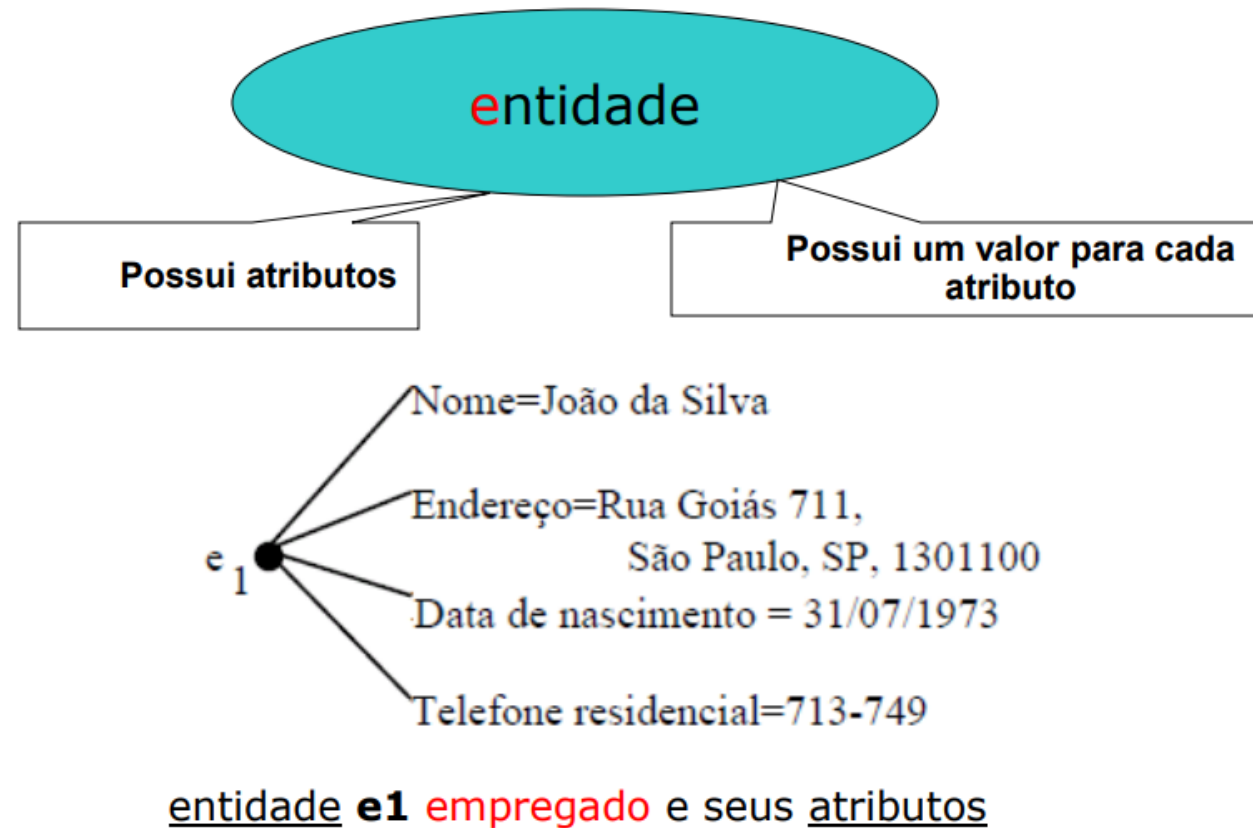 entidade
Possui atributos
Possui um valor para cada
atributo
Nome=João da Silva
Endereço=Rua Goiás 711,
São Paulo, SP, 1301100
e1
Data de nascimento = 31/07/1973
Telefone residencial=713-749
entidade e1 empregado e seus atributos